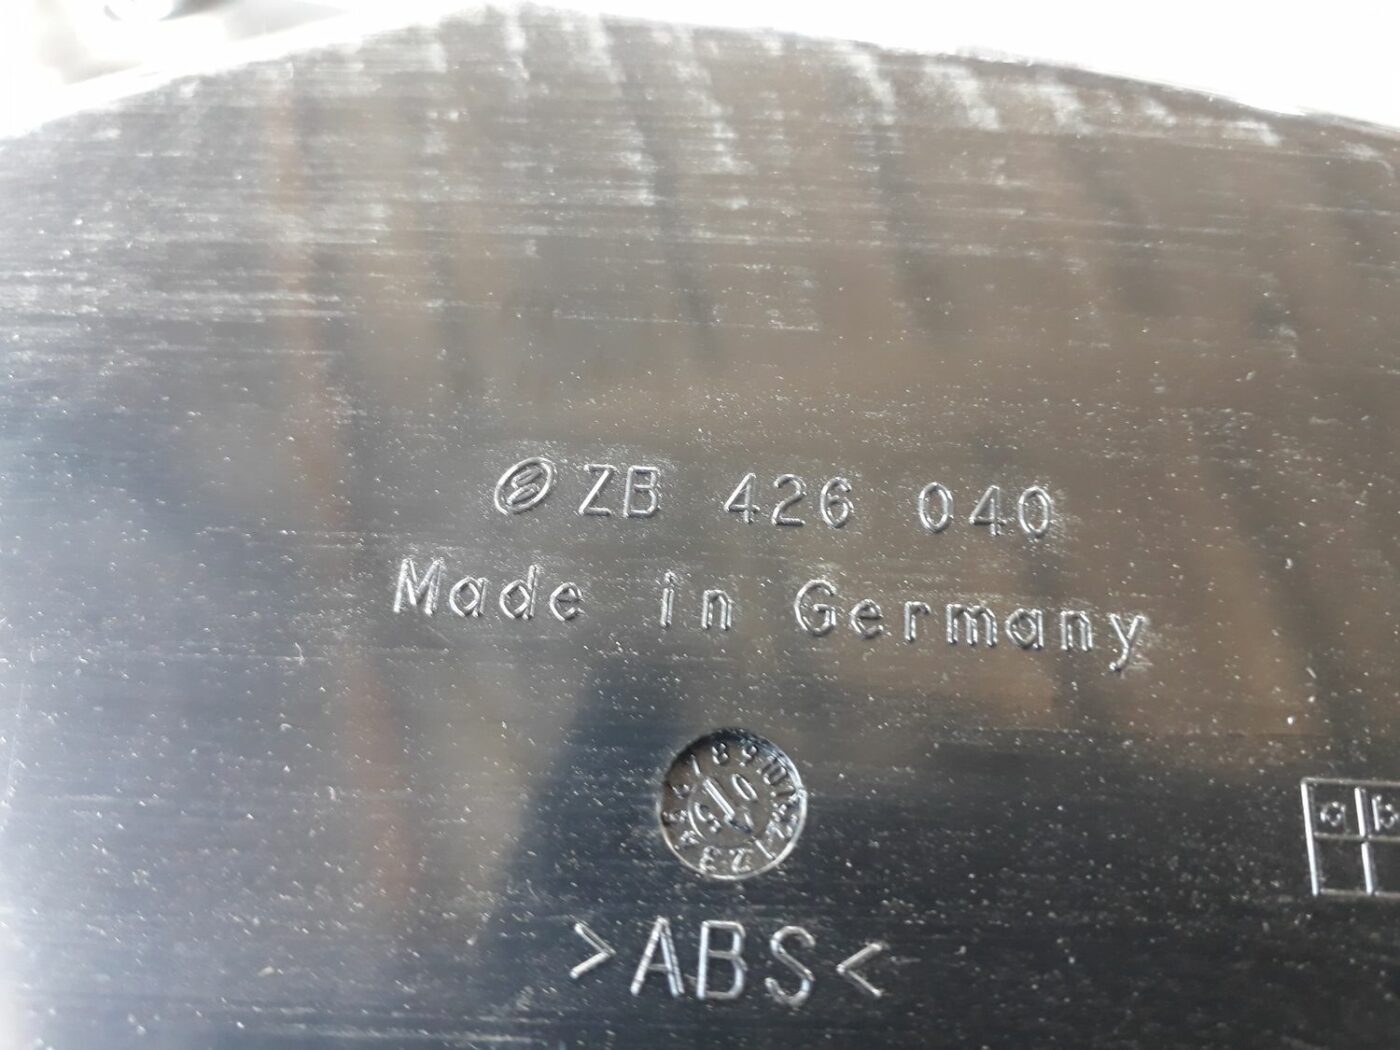 ZB 426 040
Made in Germany
>ABS<